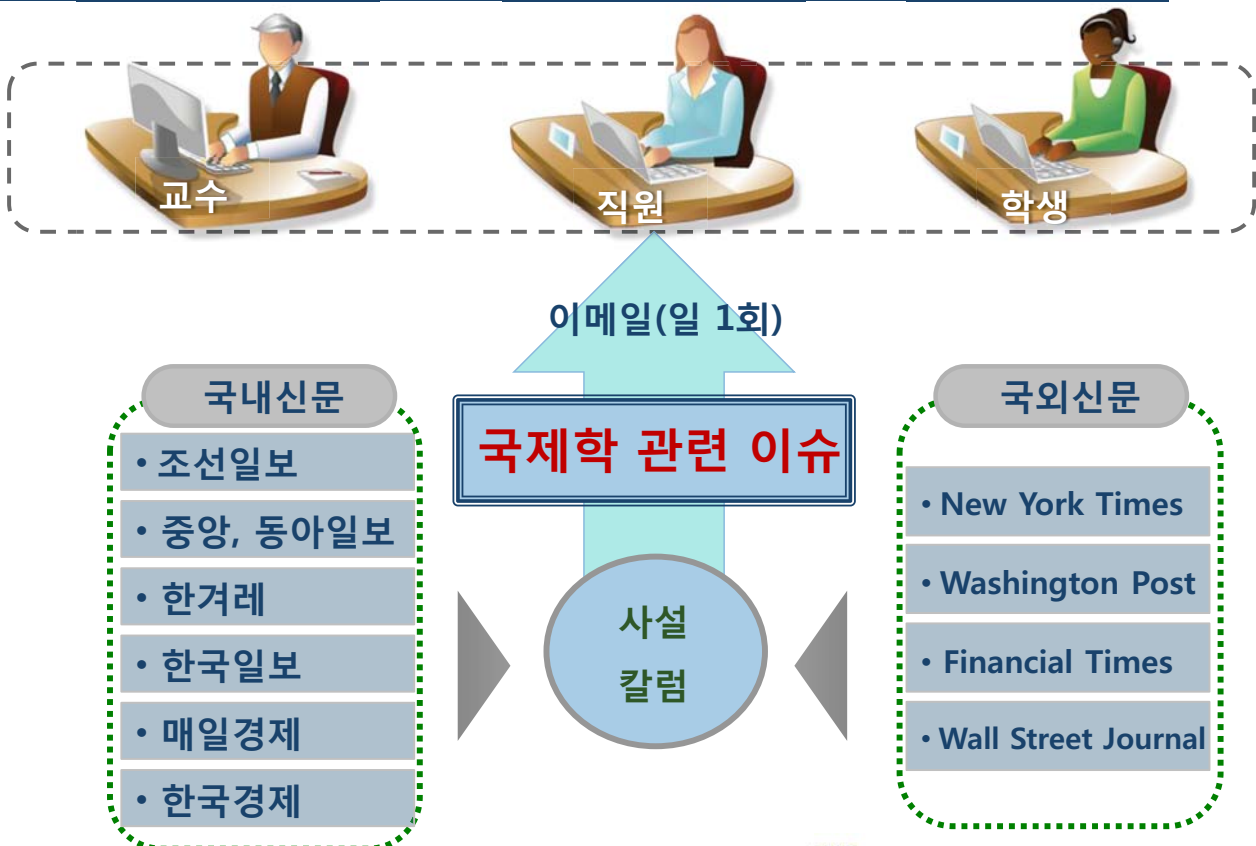 교수
직원
학생
이메일(일 1회)
국내신문
• 조선일보
• 중앙, 동아일보
• 한겨레
• 한국일보
• 매일경제
• 한국경제
국제학 관련 이슈
사설
칼럼
국외신문
• New York Times
• Washington Post
• Financial Times
• Wall Street Journal